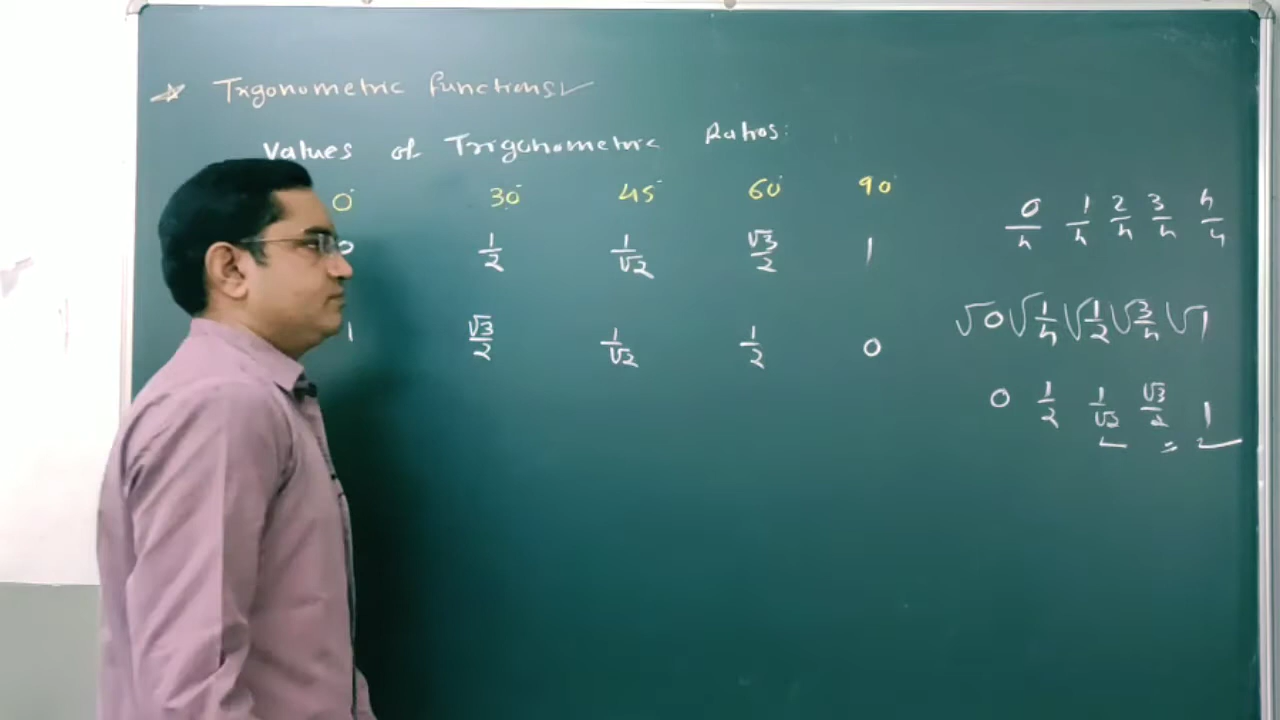 Trigonometric functions
Values of Trigonometric Ratios:
0° 30° 45° 60° 90°
0 1/2 1/√2 √3/2 1
1 √3/2 1/√2 1/2 0
0/4 1/4 2/4 3/4 4/4
√0 √1/4 √1/2 √3/4 √1
0 1/2 1/√2 √3/2 1